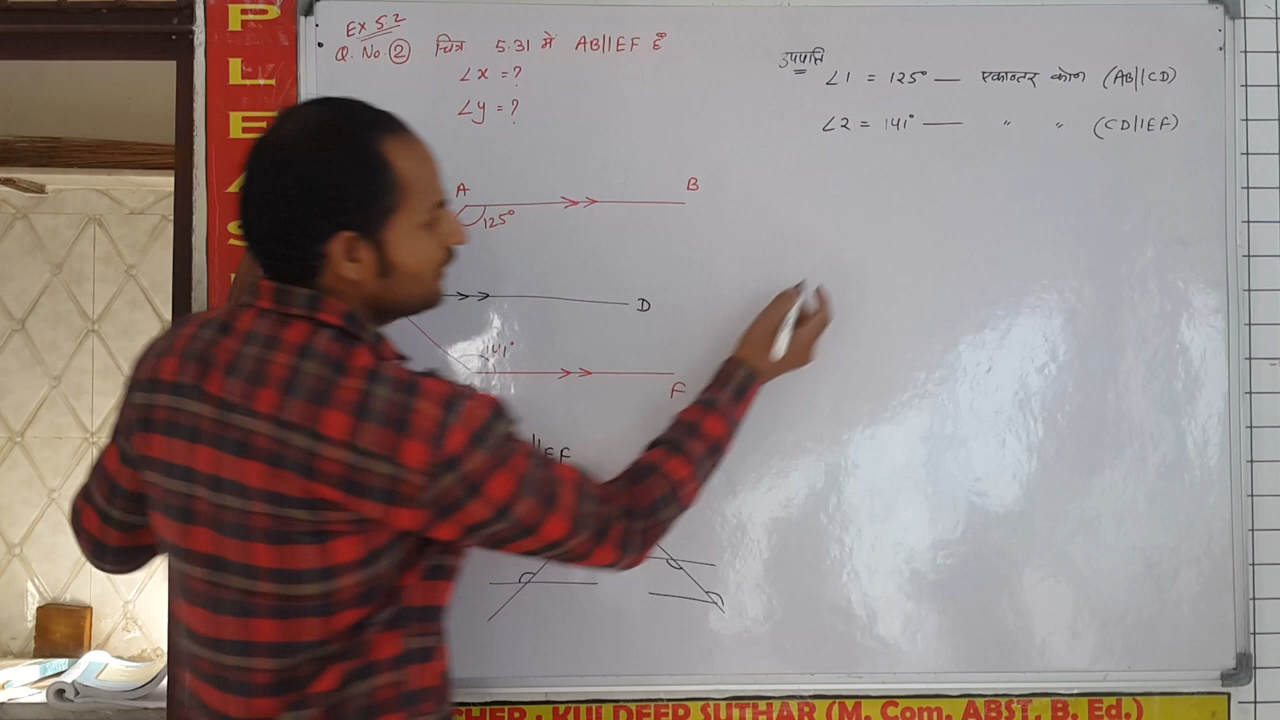 P
L
E
A
S
EX 5.2
Q. No. 2 चित्र 5.31 में AB||EF है
∠x = ?
∠y = ?
A B
125°
D
141°
F
||EF
उपपत्ति
∠1 = 125° — एकान्तर कोन (AB||CD)
∠2 = 141° — " " (CD||EF)
CHER : KULDEEP SUTHAR (M. Com. ABST, B. Ed.)